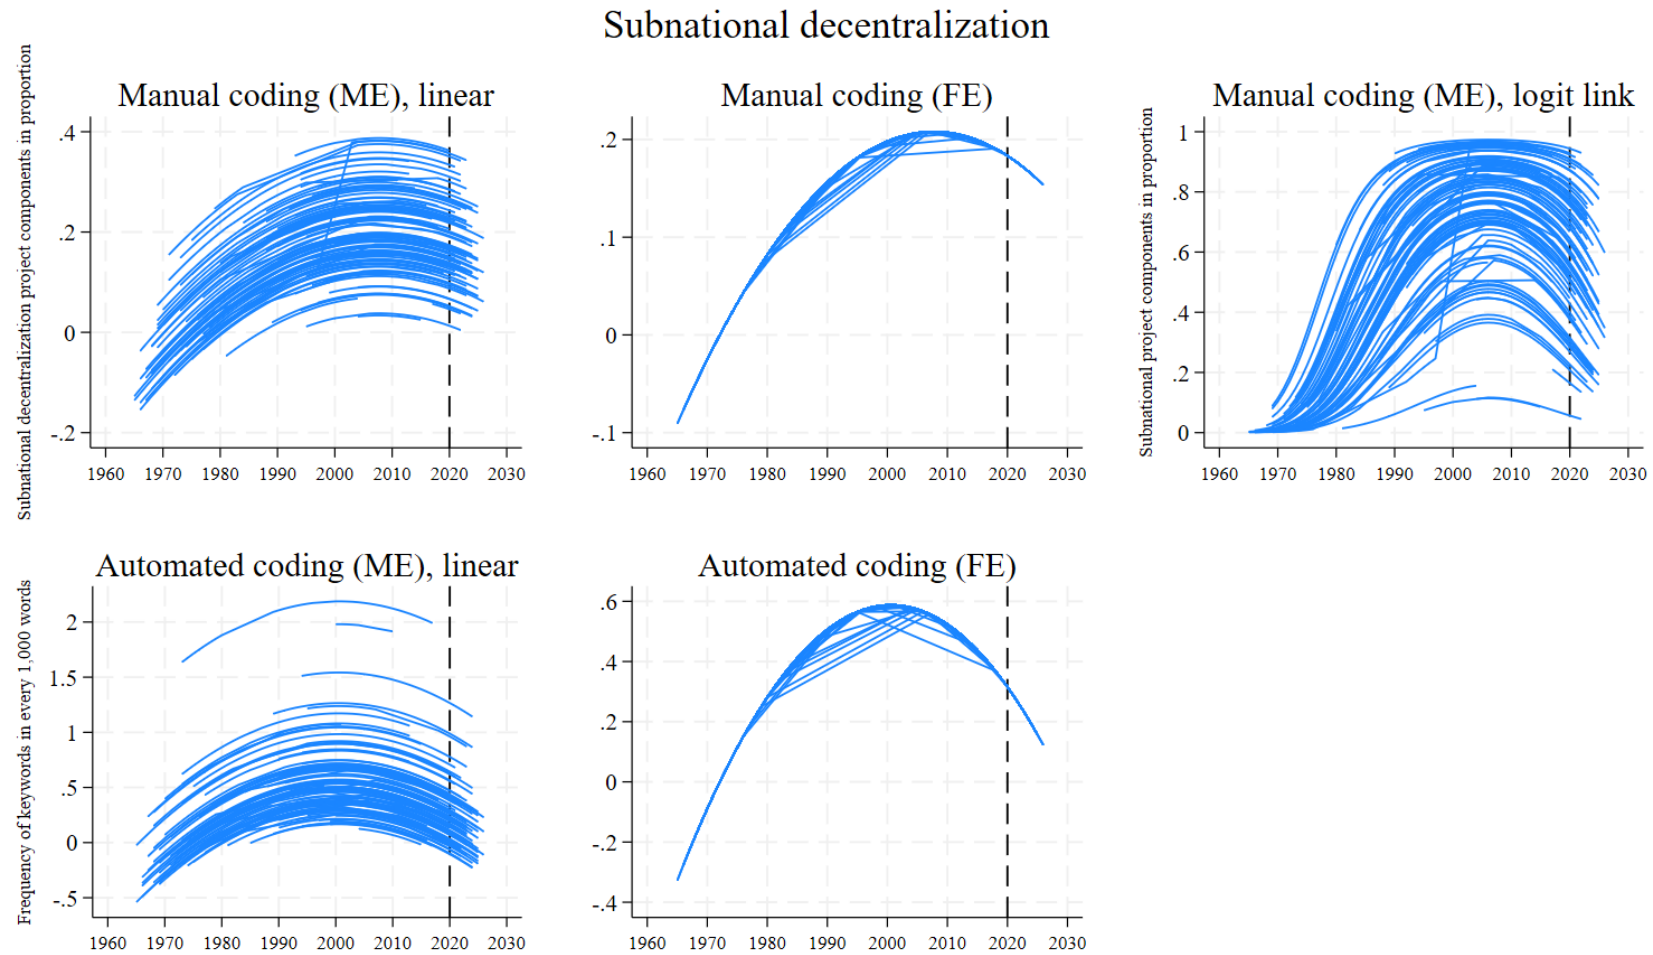 Subnational decentralization
Manual coding (ME), linear
Subnational decentralization project components in proportion
.4
.2
0
-.2
1960 1970 1980 1990 2000 2010 2020 2030
Manual coding (FE)
.2
.1
0
-.1
1960 1970 1980 1990 2000 2010 2020 2030
Manual coding (ME), logit link
Subnational project components in proportion
1
.8
.6
.4
.2
0
1960 1970 1980 1990 2000 2010 2020 2030
Automated coding (ME), linear
Frequency of keywords in every 1,000 words
2
1.5
1
.5
0
-.5
1960 1970 1980 1990 2000 2010 2020 2030
Automated coding (FE)
.6
.4
.2
0
-.2
-.4
1960 1970 1980 1990 2000 2010 2020 2030